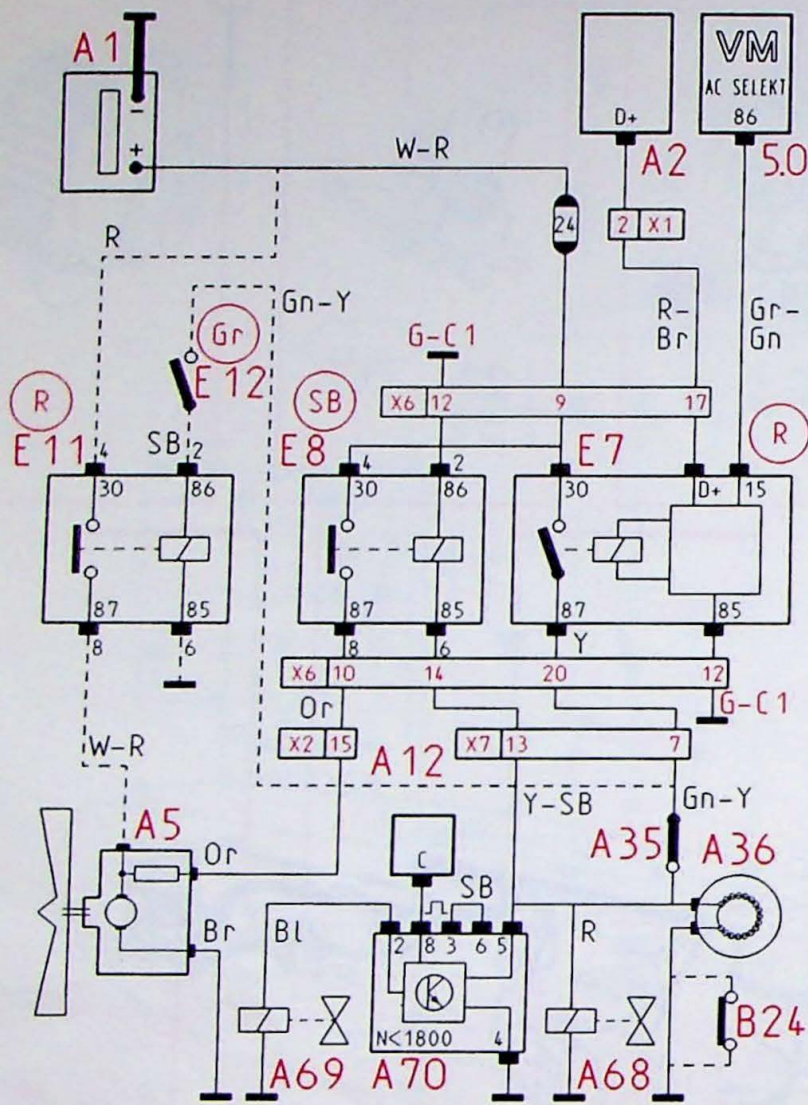 A1
VM
AC SELEKT
86
D+
–
+
W-R
A2
5.0
24
2 X1
R
Gn-Y
Gr
R-
Br
Gr-
Gn
G-C1
E12
R
SB
X6 12 9 17
R
E11
4
SB
2
E8
4
2
E7
30
86
30
86
30
D+
15
87
85
87
85
87
85
8
6
8
6
Y
X6 10 14 20 12
Or
G-C1
X2 15
X7 13 7
W-R
A12
Y-SB
Gn-Y
A5
C
A35
A36
Or
SB
Br
Bl
2 8 3 6 5
R
B24
N<1800
4
A69
A70
A68